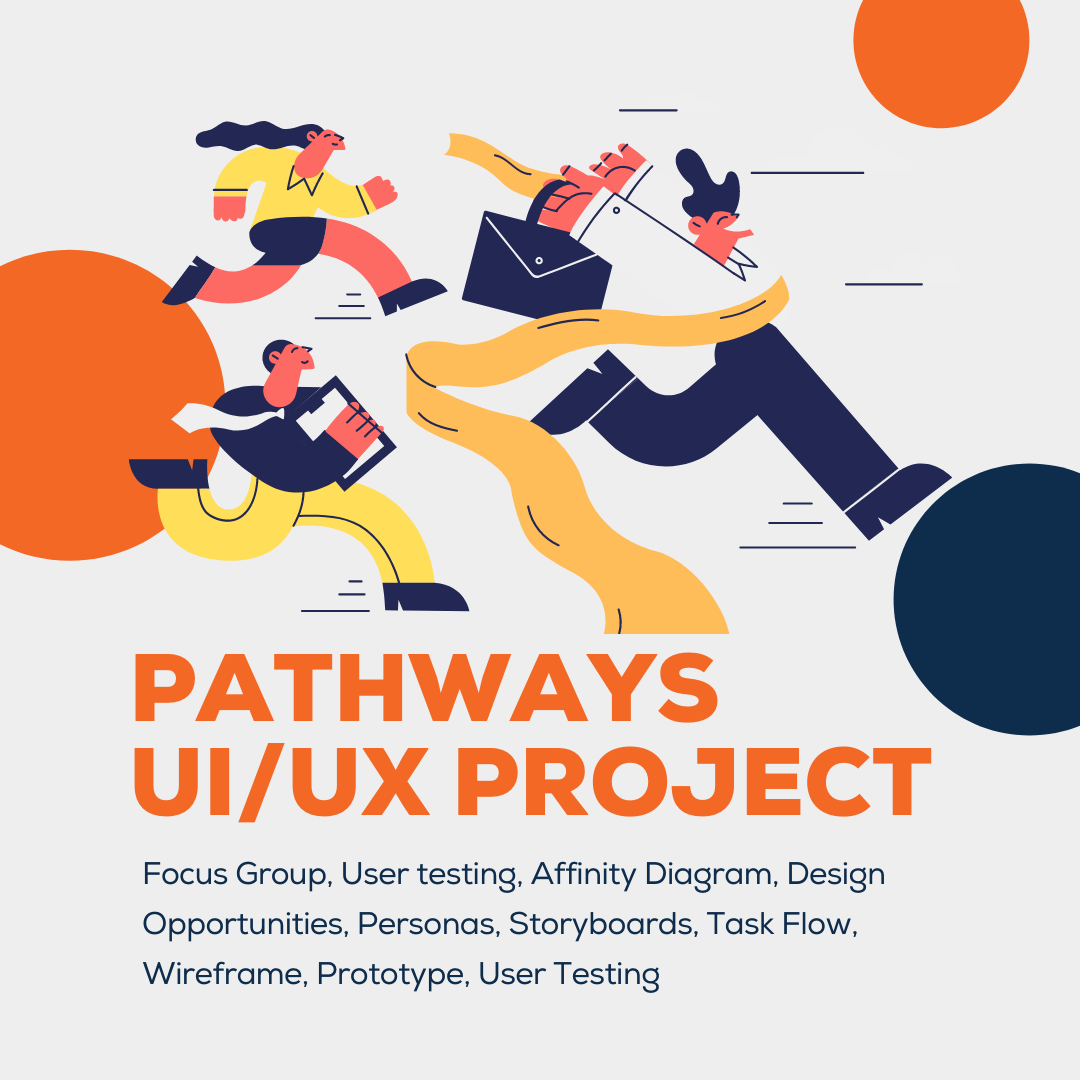 PATHWAYS
UI/UX PROJECT
Focus Group, User testing, Affinity Diagram, Design
Opportunities, Personas, Storyboards, Task Flow,
Wireframe, Prototype, User Testing